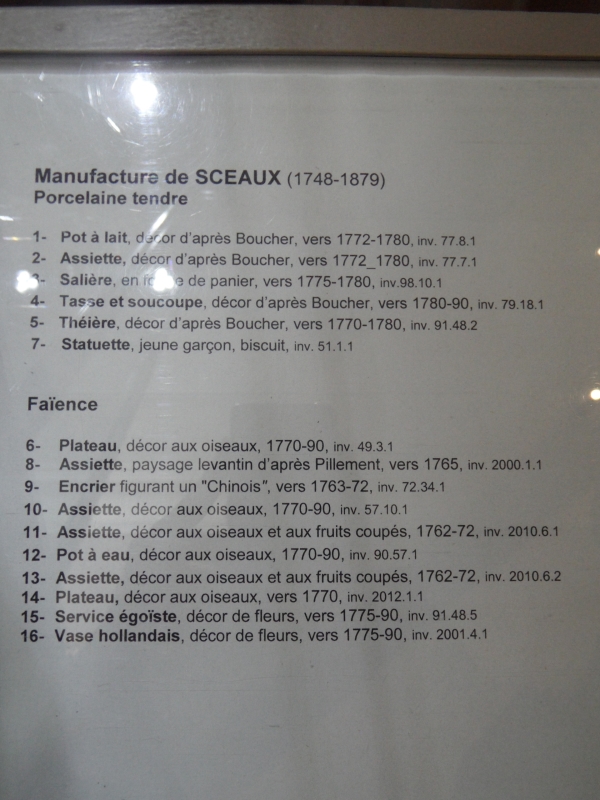 Manufacture de SCEAUX (1748-1879)
Porcelaine tendre
1- Pot à lait, décor d'après Boucher, vers 1772-1780, inv. 77.8.1
2- Assiette, décor d'après Boucher, vers 1772_1780, inv. 77.7.1
3- Salière, en forme de panier, vers 1775-1780, inv.98.10.1
4- Tasse et soucoupe, décor d'après Boucher, vers 1780-90, inv. 79.18.1
5- Théière, décor d'après Boucher, vers 1770-1780, inv. 91.48.2
7- Statuette, jeune garçon, biscuit, inv. 51.1.1
Faïence
6- Plateau, décor aux oiseaux, 1770-90, inv. 49.3.1
8- Assiette, paysage levantin d'après Pillement, vers 1765, inv. 2000.1.1
9- Encrier figurant un "Chinois", vers 1763-72, inv. 72.34.1
10- Assiette, décor aux oiseaux, 1770-90, inv. 57.10.1
11- Assiette, décor aux oiseaux et aux fruits coupés, 1762-72, inv. 2010.6.1
12- Pot à eau, décor aux oiseaux, 1770-90, inv. 90.57.1
13- Assiette, décor aux oiseaux et aux fruits coupés, 1762-72, inv. 2010.6.2
14- Plateau, décor aux oiseaux, vers 1770, inv. 2012.1.1
15- Service égoïste, décor de fleurs, vers 1775-90, inv. 91.48.5
16- Vase hollandais, décor de fleurs, vers 1775-90, inv. 2001.4.1